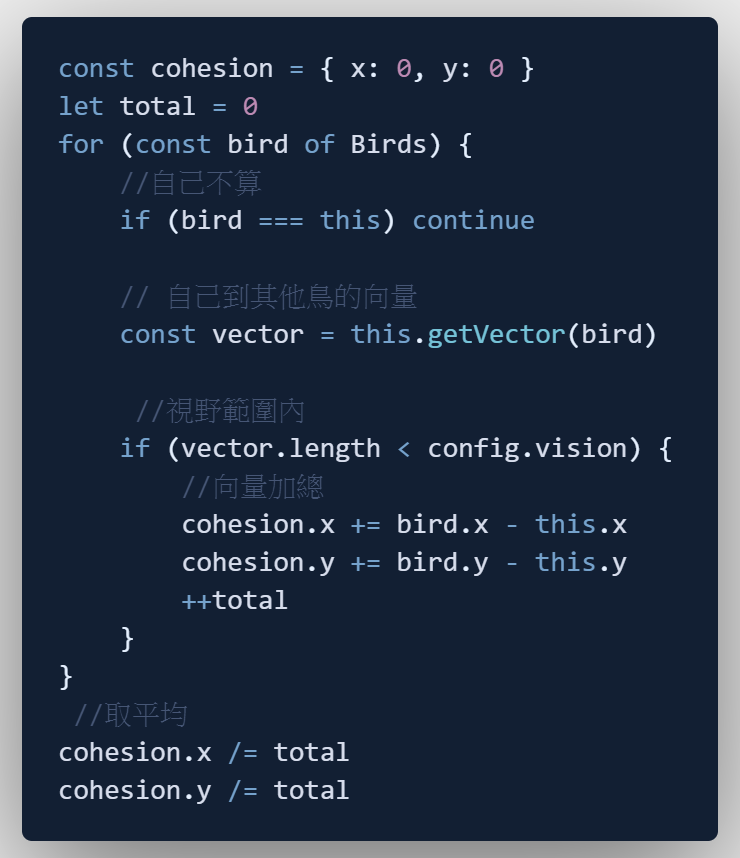 const cohesion = { x: 0, y: 0 }
let total = 0
for (const bird of Birds) {
    //自己不算
    if (bird === this) continue

    // 自己到其他鳥的向量
    const vector = this.getVector(bird)

     //視野範圍內
    if (vector.length < config.vision) {
        //向量加總
        cohesion.x += bird.x - this.x
        cohesion.y += bird.y - this.y
        ++total
    }
}
 //取平均
cohesion.x /= total
cohesion.y /= total